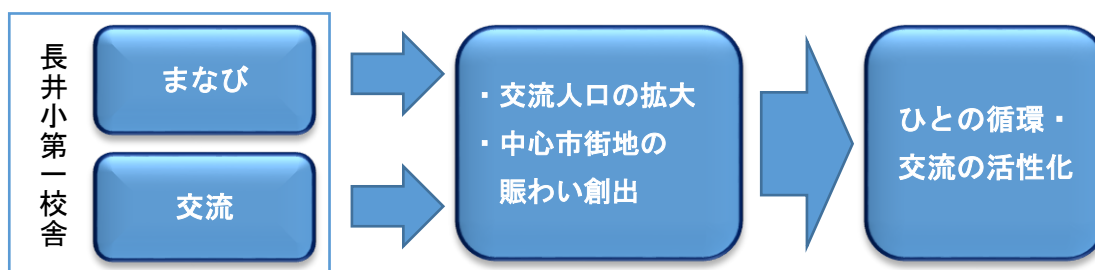 長井小第一校舎
まなび
交流
・交流人口の拡大
・中心市街地の
賑わい創出
ひとの循環・
交流の活性化